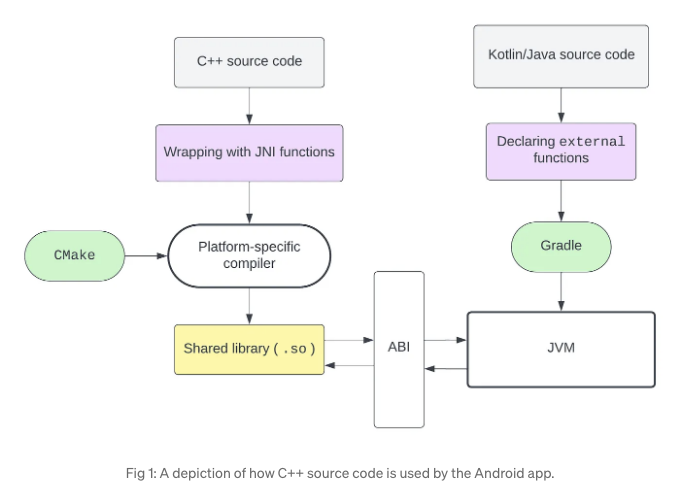 C++ source code
Kotlin/Java source code
Wrapping with JNI functions
Declaring external
functions
CMake
Platform-specific
compiler
Gradle
Shared library ( .so )
ABI
JVM
Fig 1: A depiction of how C++ source code is used by the Android app.